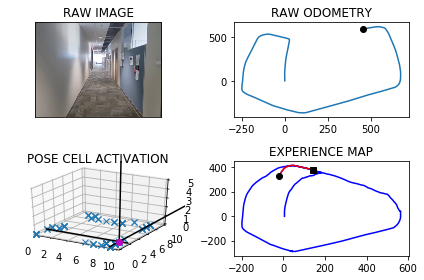 RAW IMAGE
RAW ODOMETRY
500
0
−250 0 250 500
POSE CELL ACTIVATION
5
4
3
2
1
0
0 2 4 6 8 10
0 2 4 6 8 10
EXPERIENCE MAP
400
200
0
−200
−200 0 200 400 600